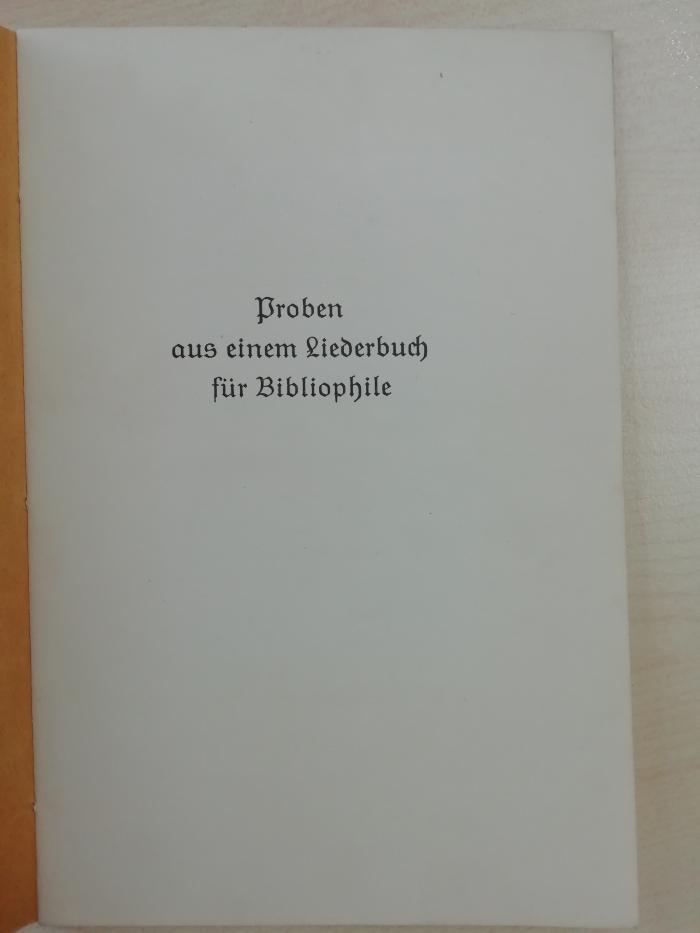 Proben
aus einem Liederbuch
für Bibliophile